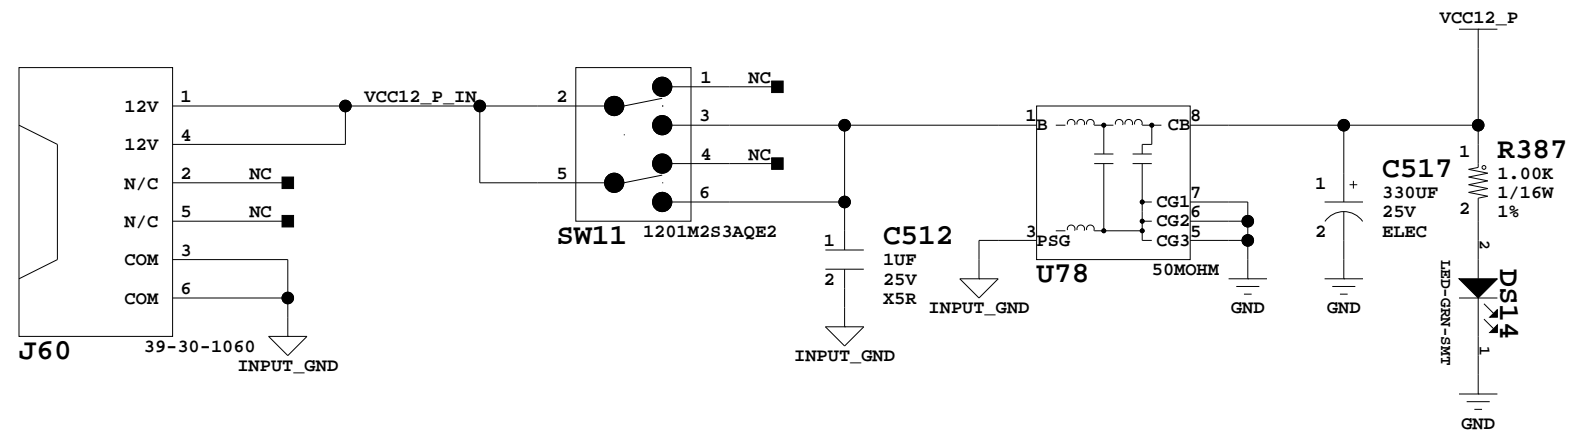 VCC12_P
1
12V
VCC12_P_IN
2
1
NC
3
1
B
CB
8
4
12V
4
NC
2
N/C
NC
5
6
5
N/C
NC
SW11
1201M2S3AQE2
3
COM
6
COM
J60
39-30-1060
INPUT_GND
1
2
C512
1UF
25V
X5R
INPUT_GND
3
PSG
CG1
7
CG2
6
CG3
5
U78
50MOHM
INPUT_GND
GND
1
+
2
C517
330UF
25V
ELEC
GND
1
2
R387
1.00K
1/16W
1%
2
LED-GRN-SMT
DS14
1
GND